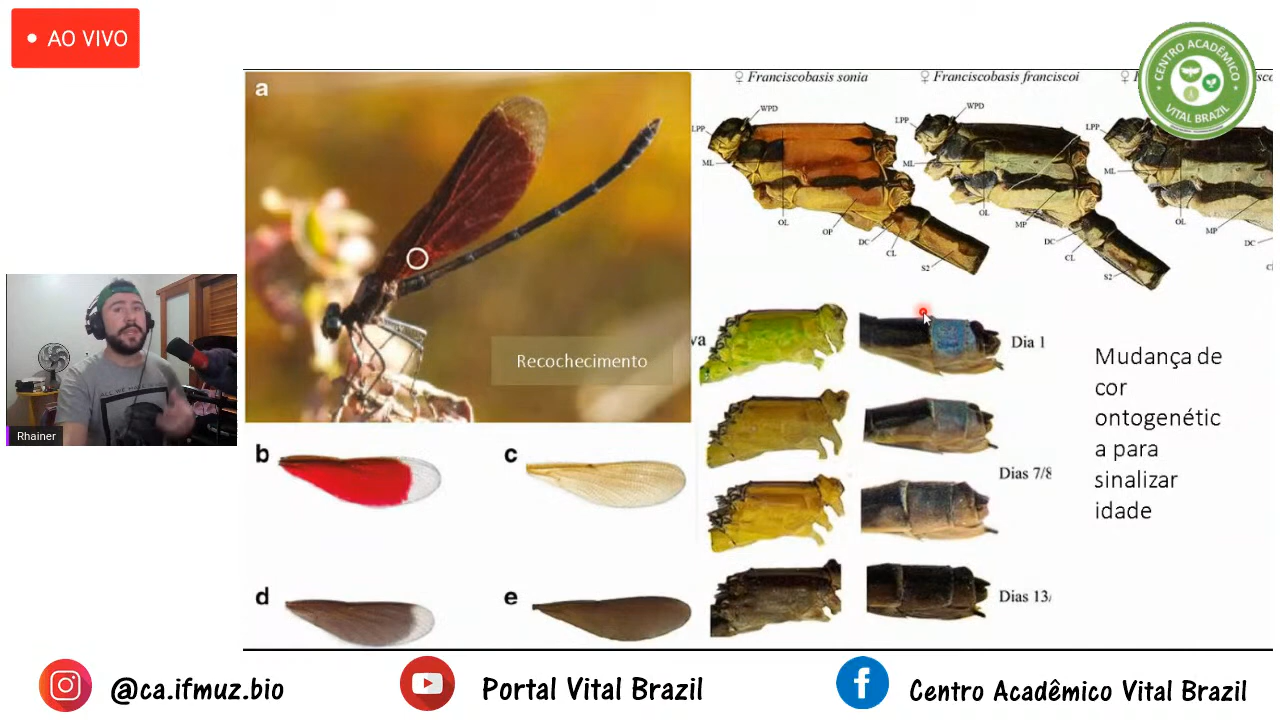 • AO VIVO
CENTRO ACADÊMICO
VITAL BRAZIL
a
♀ Franciscobasis sonia
♀ Franciscobasis franciscoi
♀
WPD
LPP
ML
OL
OP
DC
CL
S2
WPD
LPP
ML
OL
MP
DC
CL
S2
LPP
ML
OL
MP
DC
Recochecimento
va
Dia 1
Dias 7/8
Dias 13/
Mudança de
cor
ontogenétic
a para
sinalizar
idade
Rhainer
b
c
d
e
@ca.ifmuz.bio
Portal Vital Brazil
Centro Acadêmico Vital Brazil